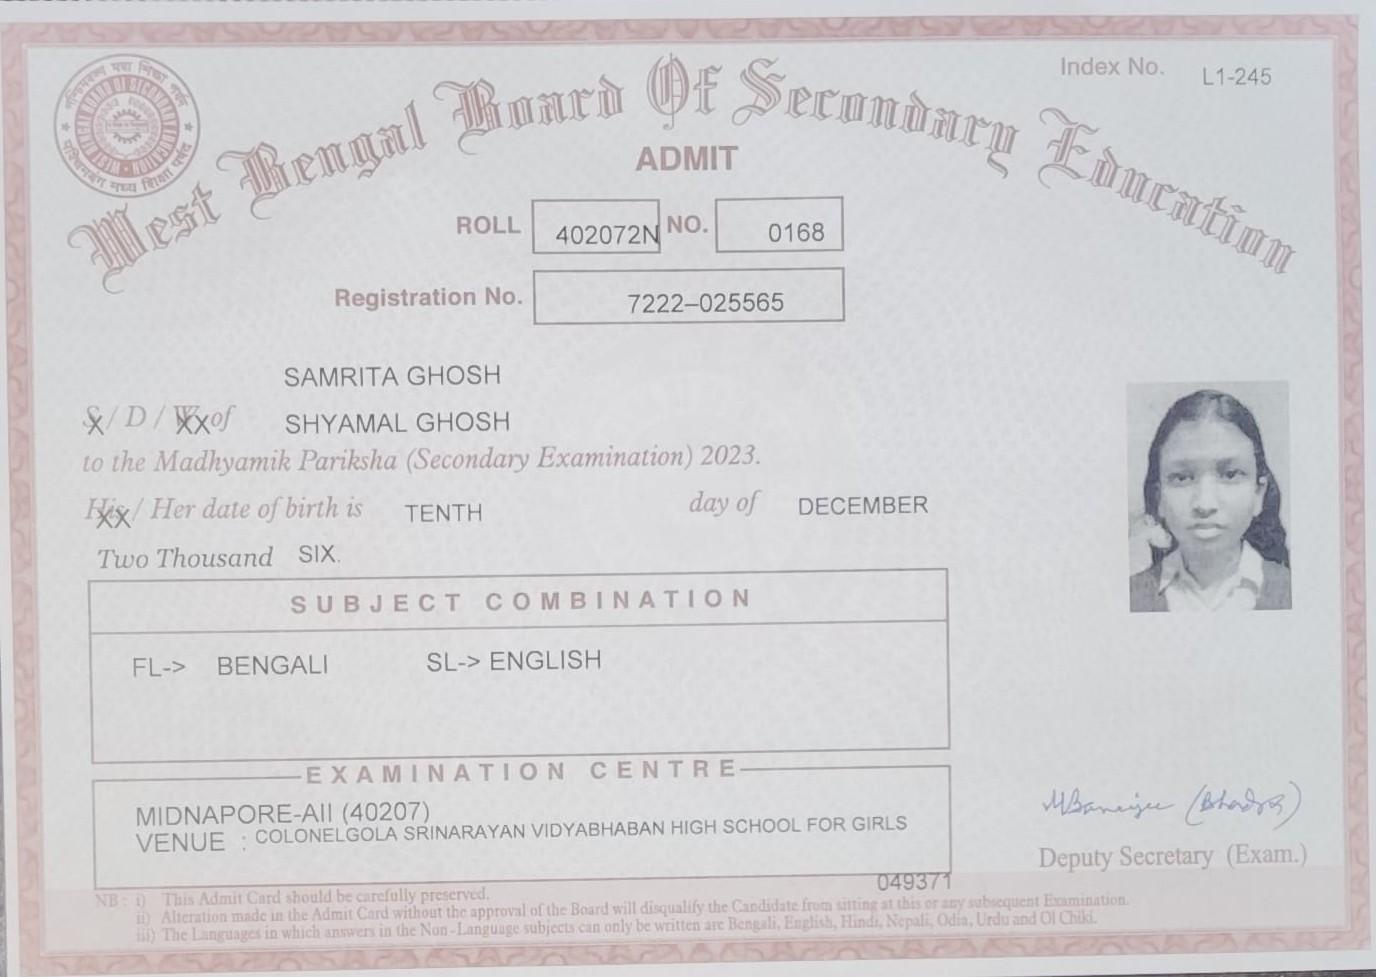 Index No. L1-245
West Bengal Board Of Secondary Education
ADMIT
ROLL 402072N NO. 0168
Registration No. 7222–025565
SAMRITA GHOSH
S/ D / W of SHYAMAL GHOSH
to the Madhyamik Pariksha (Secondary Examination) 2023.
His/ Her date of birth is TENTH day of DECEMBER
Two Thousand SIX.
SUBJECT COMBINATION
FL-> BENGALI SL-> ENGLISH
EXAMINATION CENTRE
MIDNAPORE-AII (40207)
VENUE : COLONELGOLA SRINARAYAN VIDYABHABAN HIGH SCHOOL FOR GIRLS
Deputy Secretary (Exam.)
049371
NB : i) This Admit Card should be carefully preserved.
ii) Alteration made in the Admit Card without the approval of the Board will disqualify the Candidate from sitting at this or any subsequent Examination.
iii) The Languages in which answers in the Non-Language subjects can only be written are Bengali, English, Hindi, Nepali, Odia, Urdu and Ol Chiki.